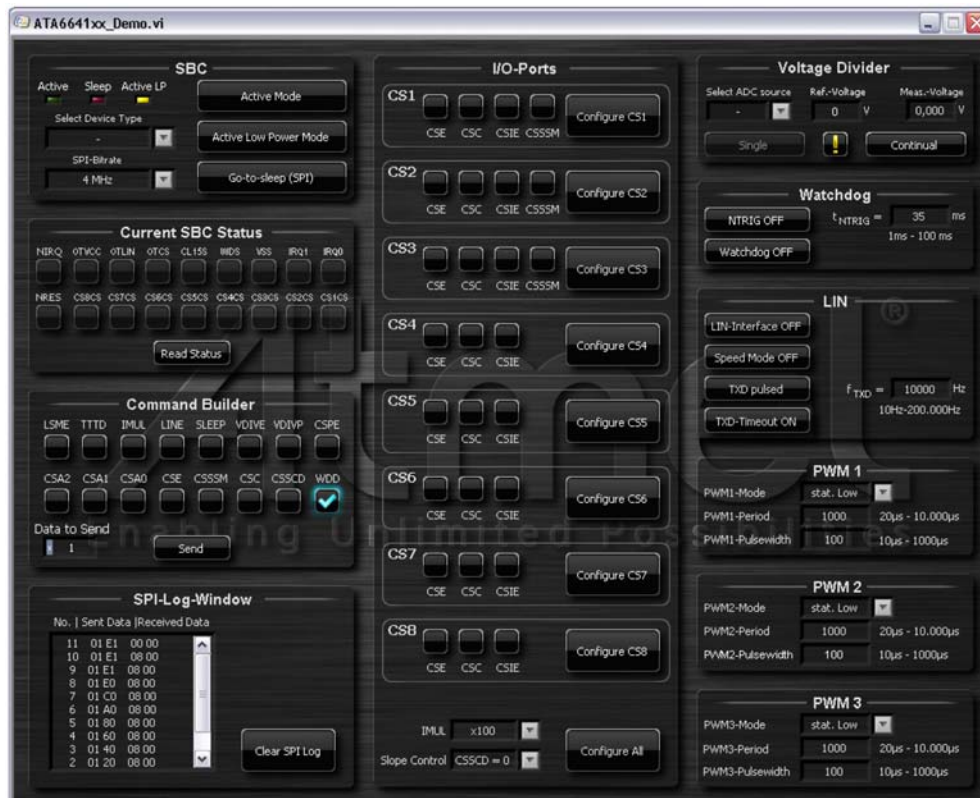 ATA6641xx_Demo.vi
SBC
Active Sleep Active LP
Active Mode
Select Device Type
-
Active Low Power Mode
SPI-Bitrate
4 MHz
Go-to-sleep (SPI)
Current SBC Status
NIRQ OTVCC OTLIN OTCS CL15S WDS VSS IRQ1 IRQ0
NRES CS8CS CS7CS CS6CS CS5CS CS4CS CS3CS CS2CS CS1CS
Read Status
Command Builder
LSME TTTD IMUL LINE SLEEP VDIVE VDIVP CSPE
CSA2 CSA1 CSA0 CSE CSSSM CSC CSSCD WDD
Data to Send
x 1
Send
SPI-Log-Window
No. | Sent Data |Received Data
11 01 E1 00 00
10 01 E1 08 00
9 01 E1 08 00
8 01 E0 08 00
7 01 C0 08 00
6 01 A0 08 00
5 01 80 08 00
4 01 60 08 00
3 01 40 08 00
2 01 20 08 00
Clear SPI Log
I/O-Ports
CS1
CSE CSC CSIE CSSSM
Configure CS1
CS2
CSE CSC CSIE CSSSM
Configure CS2
CS3
CSE CSC CSIE CSSSM
Configure CS3
CS4
CSE CSC CSIE
Configure CS4
CS5
CSE CSC CSIE
Configure CS5
CS6
CSE CSC CSIE
Configure CS6
CS7
CSE CSC CSIE
Configure CS7
CS8
CSE CSC CSIE
Configure CS8
IMUL x100
Slope Control CSSCD = 0
Configure All
Voltage Divider
Select ADC source Ref.-Voltage Meas.-Voltage
- 0 V 0,000 V
Single ! Continual
Watchdog
NTRIG OFF
tNTRIG = 35 ms
1ms - 100 ms
Watchdog OFF
LIN
LIN-Interface OFF
Speed Mode OFF
TXD pulsed
fTXD = 10000 Hz
10Hz-200.000Hz
TXD-Timeout ON
PWM 1
PWM1-Mode stat. Low
PWM1-Period 1000 20µs - 10.000µs
PWM1-Pulsewidth 100 10µs - 1000µs
PWM 2
PWM2-Mode stat. Low
PWM2-Period 1000 20µs - 10.000µs
PWM2-Pulsewidth 100 10µs - 1000µs
PWM 3
PWM3-Mode stat. Low
PWM3-Period 1000 20µs - 10.000µs
PWM3-Pulsewidth 100 10µs - 1000µs
Atmel ®
Enabling Unlimited Possibilities